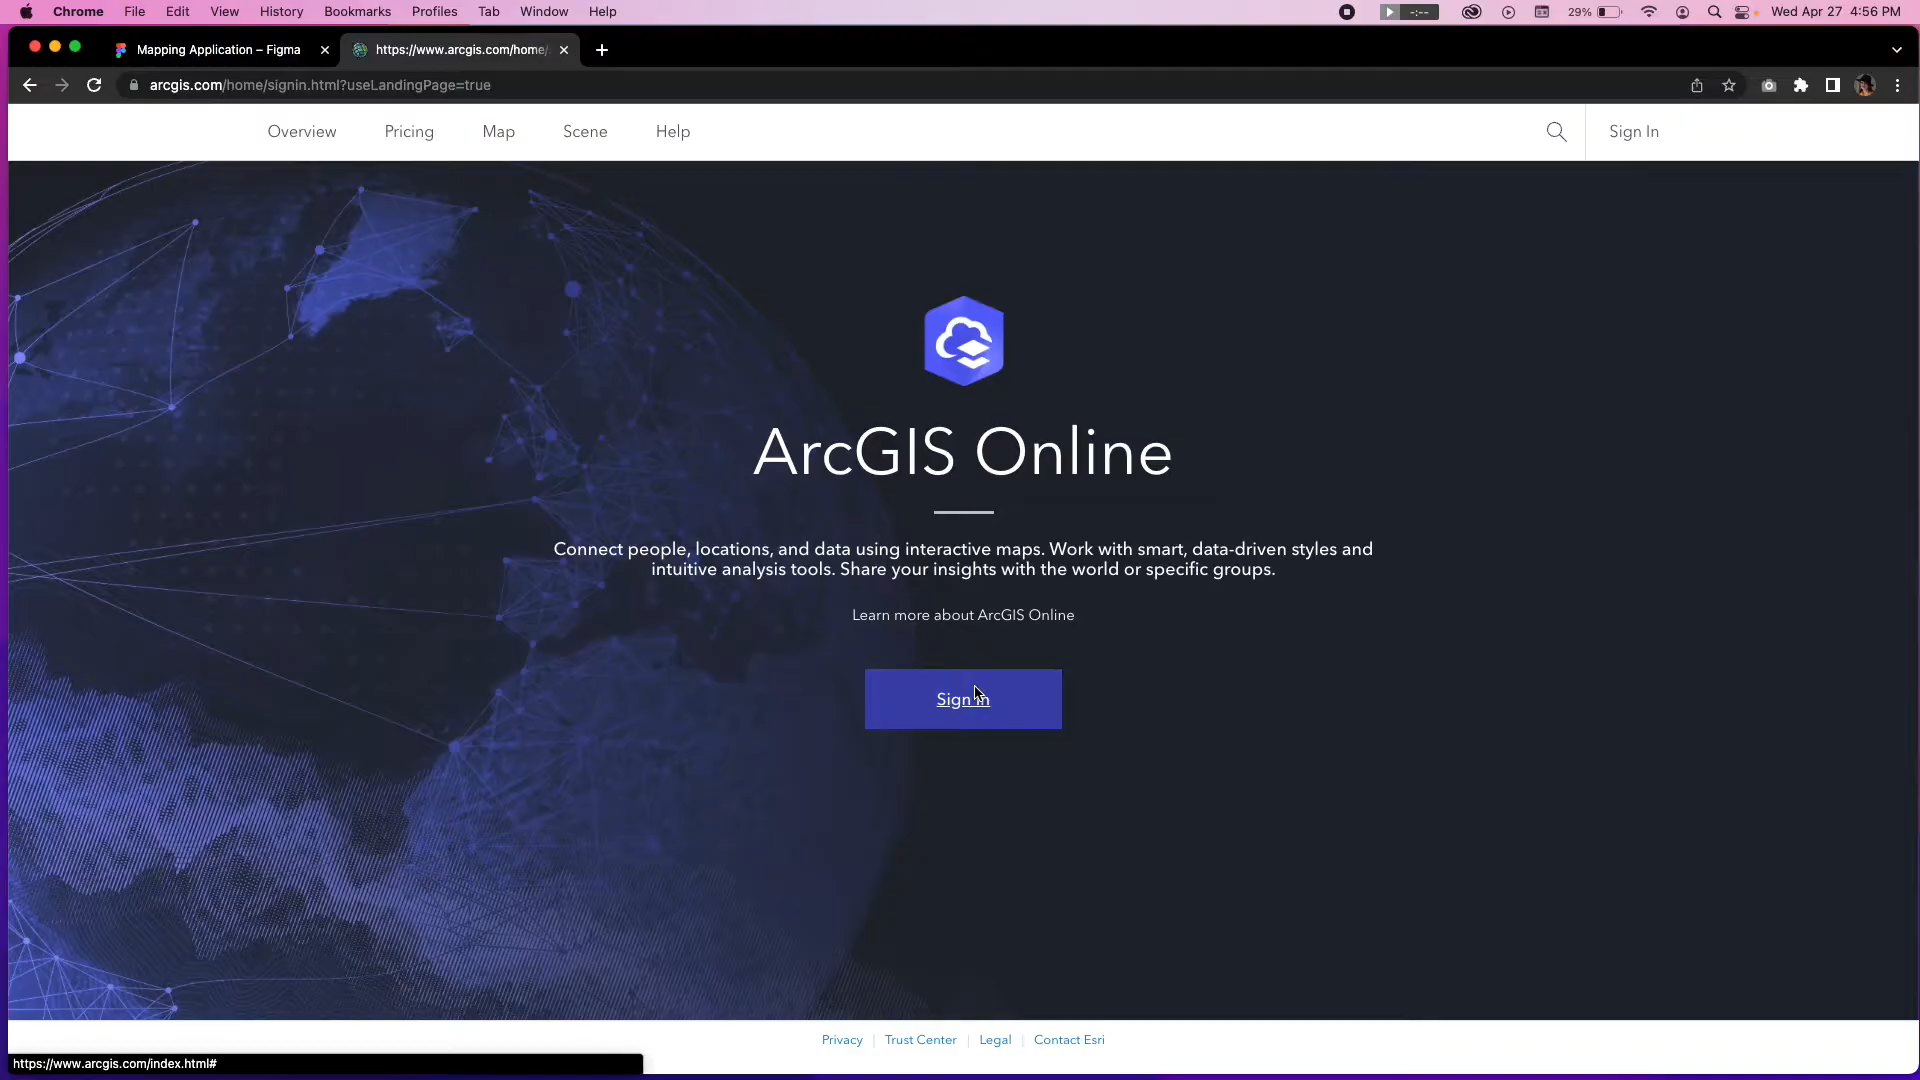 Chrome File Edit View History Bookmarks Profiles Tab Window Help -:-- 29% Wed Apr 27 4:56 PM
Mapping Application – Figma https://www.arcgis.com/home/
arcgis.com/home/signin.html?useLandingPage=true
Overview Pricing Map Scene Help Sign In
ArcGIS Online
Connect people, locations, and data using interactive maps. Work with smart, data-driven styles and
intuitive analysis tools. Share your insights with the world or specific groups.
Learn more about ArcGIS Online
Sign In
Privacy | Trust Center | Legal | Contact Esri
https://www.arcgis.com/index.html#